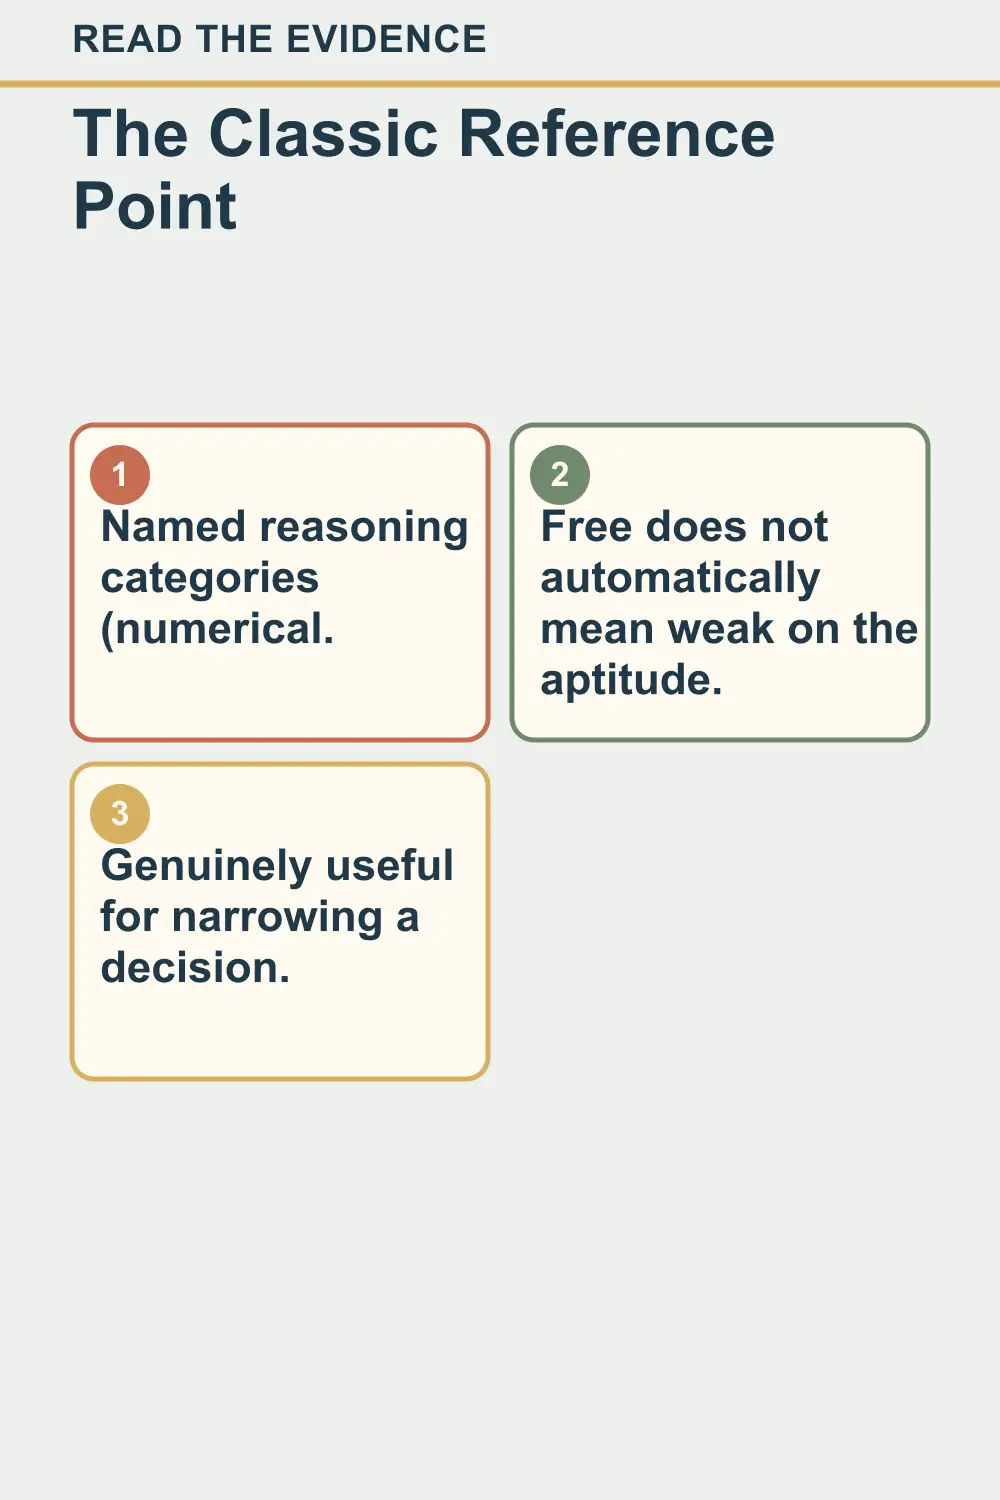 READ THE EVIDENCE
The Classic Reference
Point
1
Named reasoning
categories
(numerical.
2
Free does not
automatically
mean weak on the
aptitude.
3
Genuinely useful
for narrowing a
decision.